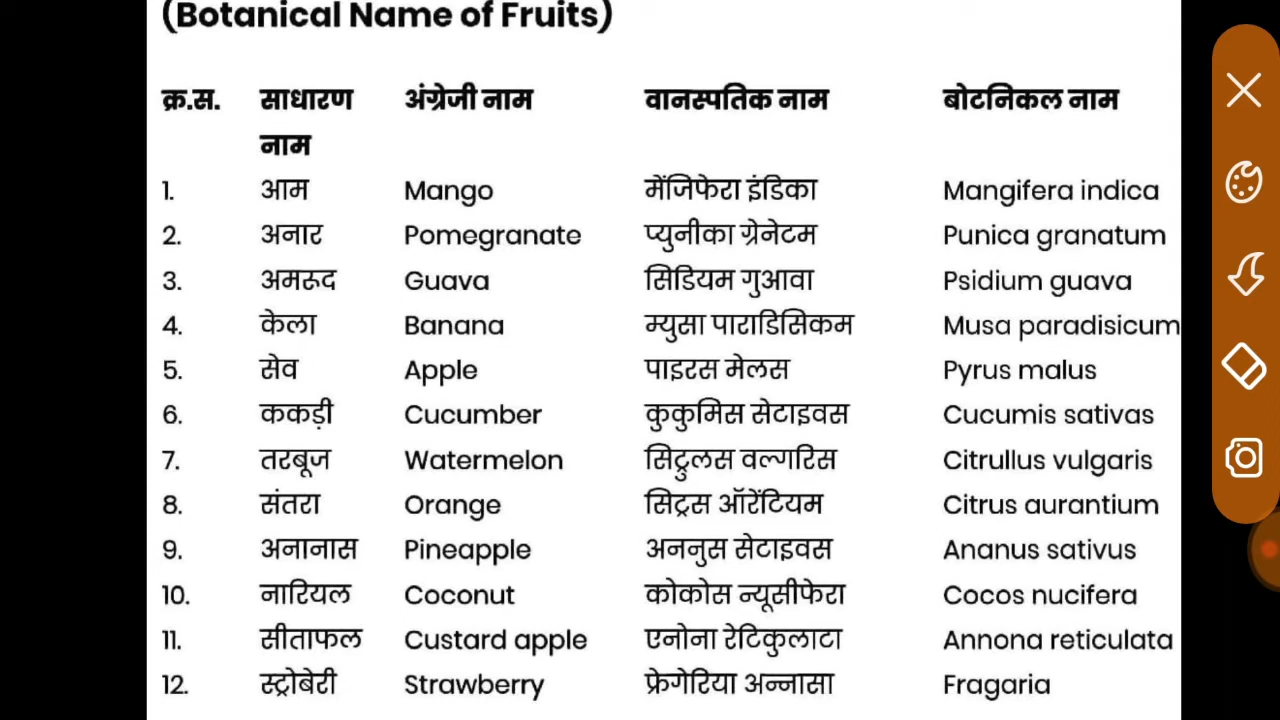 (Botanical Name of Fruits)
क्र.स. साधारण नाम अंग्रेजी नाम वानस्पतिक नाम बोटनिकल नाम
1. आम Mango मेंजिफेरा इंडिका Mangifera indica
2. अनार Pomegranate प्युनीका ग्रेनेटम Punica granatum
3. अमरूद Guava सिडियम गुआवा Psidium guava
4. केला Banana म्युसा पाराडिसिकम Musa paradisicum
5. सेव Apple पाइरस मेलस Pyrus malus
6. ककड़ी Cucumber कुकुमिस सेटाइवस Cucumis sativas
7. तरबूज Watermelon सिट्रुलस वल्गरिस Citrullus vulgaris
8. संतरा Orange सिट्रस ऑरेंटियम Citrus aurantium
9. अनानास Pineapple अननुस सेटाइवस Ananus sativus
10. नारियल Coconut कोकोस न्यूसीफेरा Cocos nucifera
11. सीताफल Custard apple एनोना रेटिकुलाटा Annona reticulata
12. स्ट्रोबेरी Strawberry फ्रेगेरिया अन्नासा Fragaria